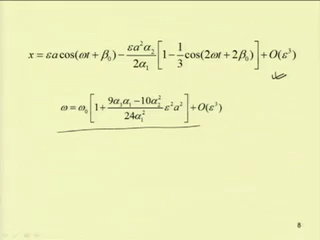 x = εa cos(ωt + β₀) − (εa²α₂ / 2α₁) [1 − (1/3) cos(2ωt + 2β₀)] + O(ε³)
ω = ω₀ [1 + ((9α₁α₁ − 10α₂²) / 24α₁²) ε²a²] + O(ε³)
8